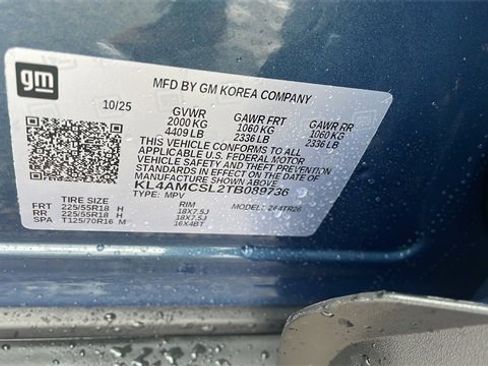 gm
MFD BY GM KOREA COMPANY
10/25 GVWR GAWR FRT GAWR RR
2000 KG 1060 KG 1060 KG
4409 LB 2336 LB 2336 LB
THIS VEHICLE CONFORMS TO ALL
APPLICABLE U.S. FEDERAL MOTOR
VEHICLE SAFETY AND THEFT PREVENTION
STANDARDS IN EFFECT ON THE DATE OF
MANUFACTURE SHOWN ABOVE.
KL4AMCSL2TB089736
TYPE: MPV MODEL: 264TR26
TIRE SIZE RIM
FRT 225/55R18 H 18X7.5J
RR 225/55R18 H 18X7.5J
SPA T125/70R16 M 16X4BT